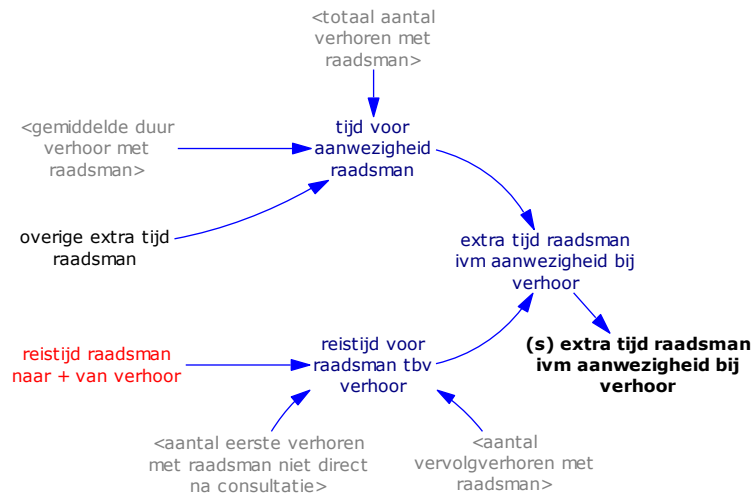 <totaal aantal
verhoren met
raadsman>
<gemiddelde duur
verhoor met
raadsman>
tijd voor
aanwezigheid
raadsman
overige extra tijd
raadsman
extra tijd raadsman
ivm aanwezigheid bij
verhoor
reistijd raadsman
naar + van verhoor
reistijd voor
raadsman tbv
verhoor
(s) extra tijd raadsman
ivm aanwezigheid bij
verhoor
<aantal eerste verhoren
met raadsman niet direct
na consultatie>
<aantal
vervolgverhoren met
raadsman>